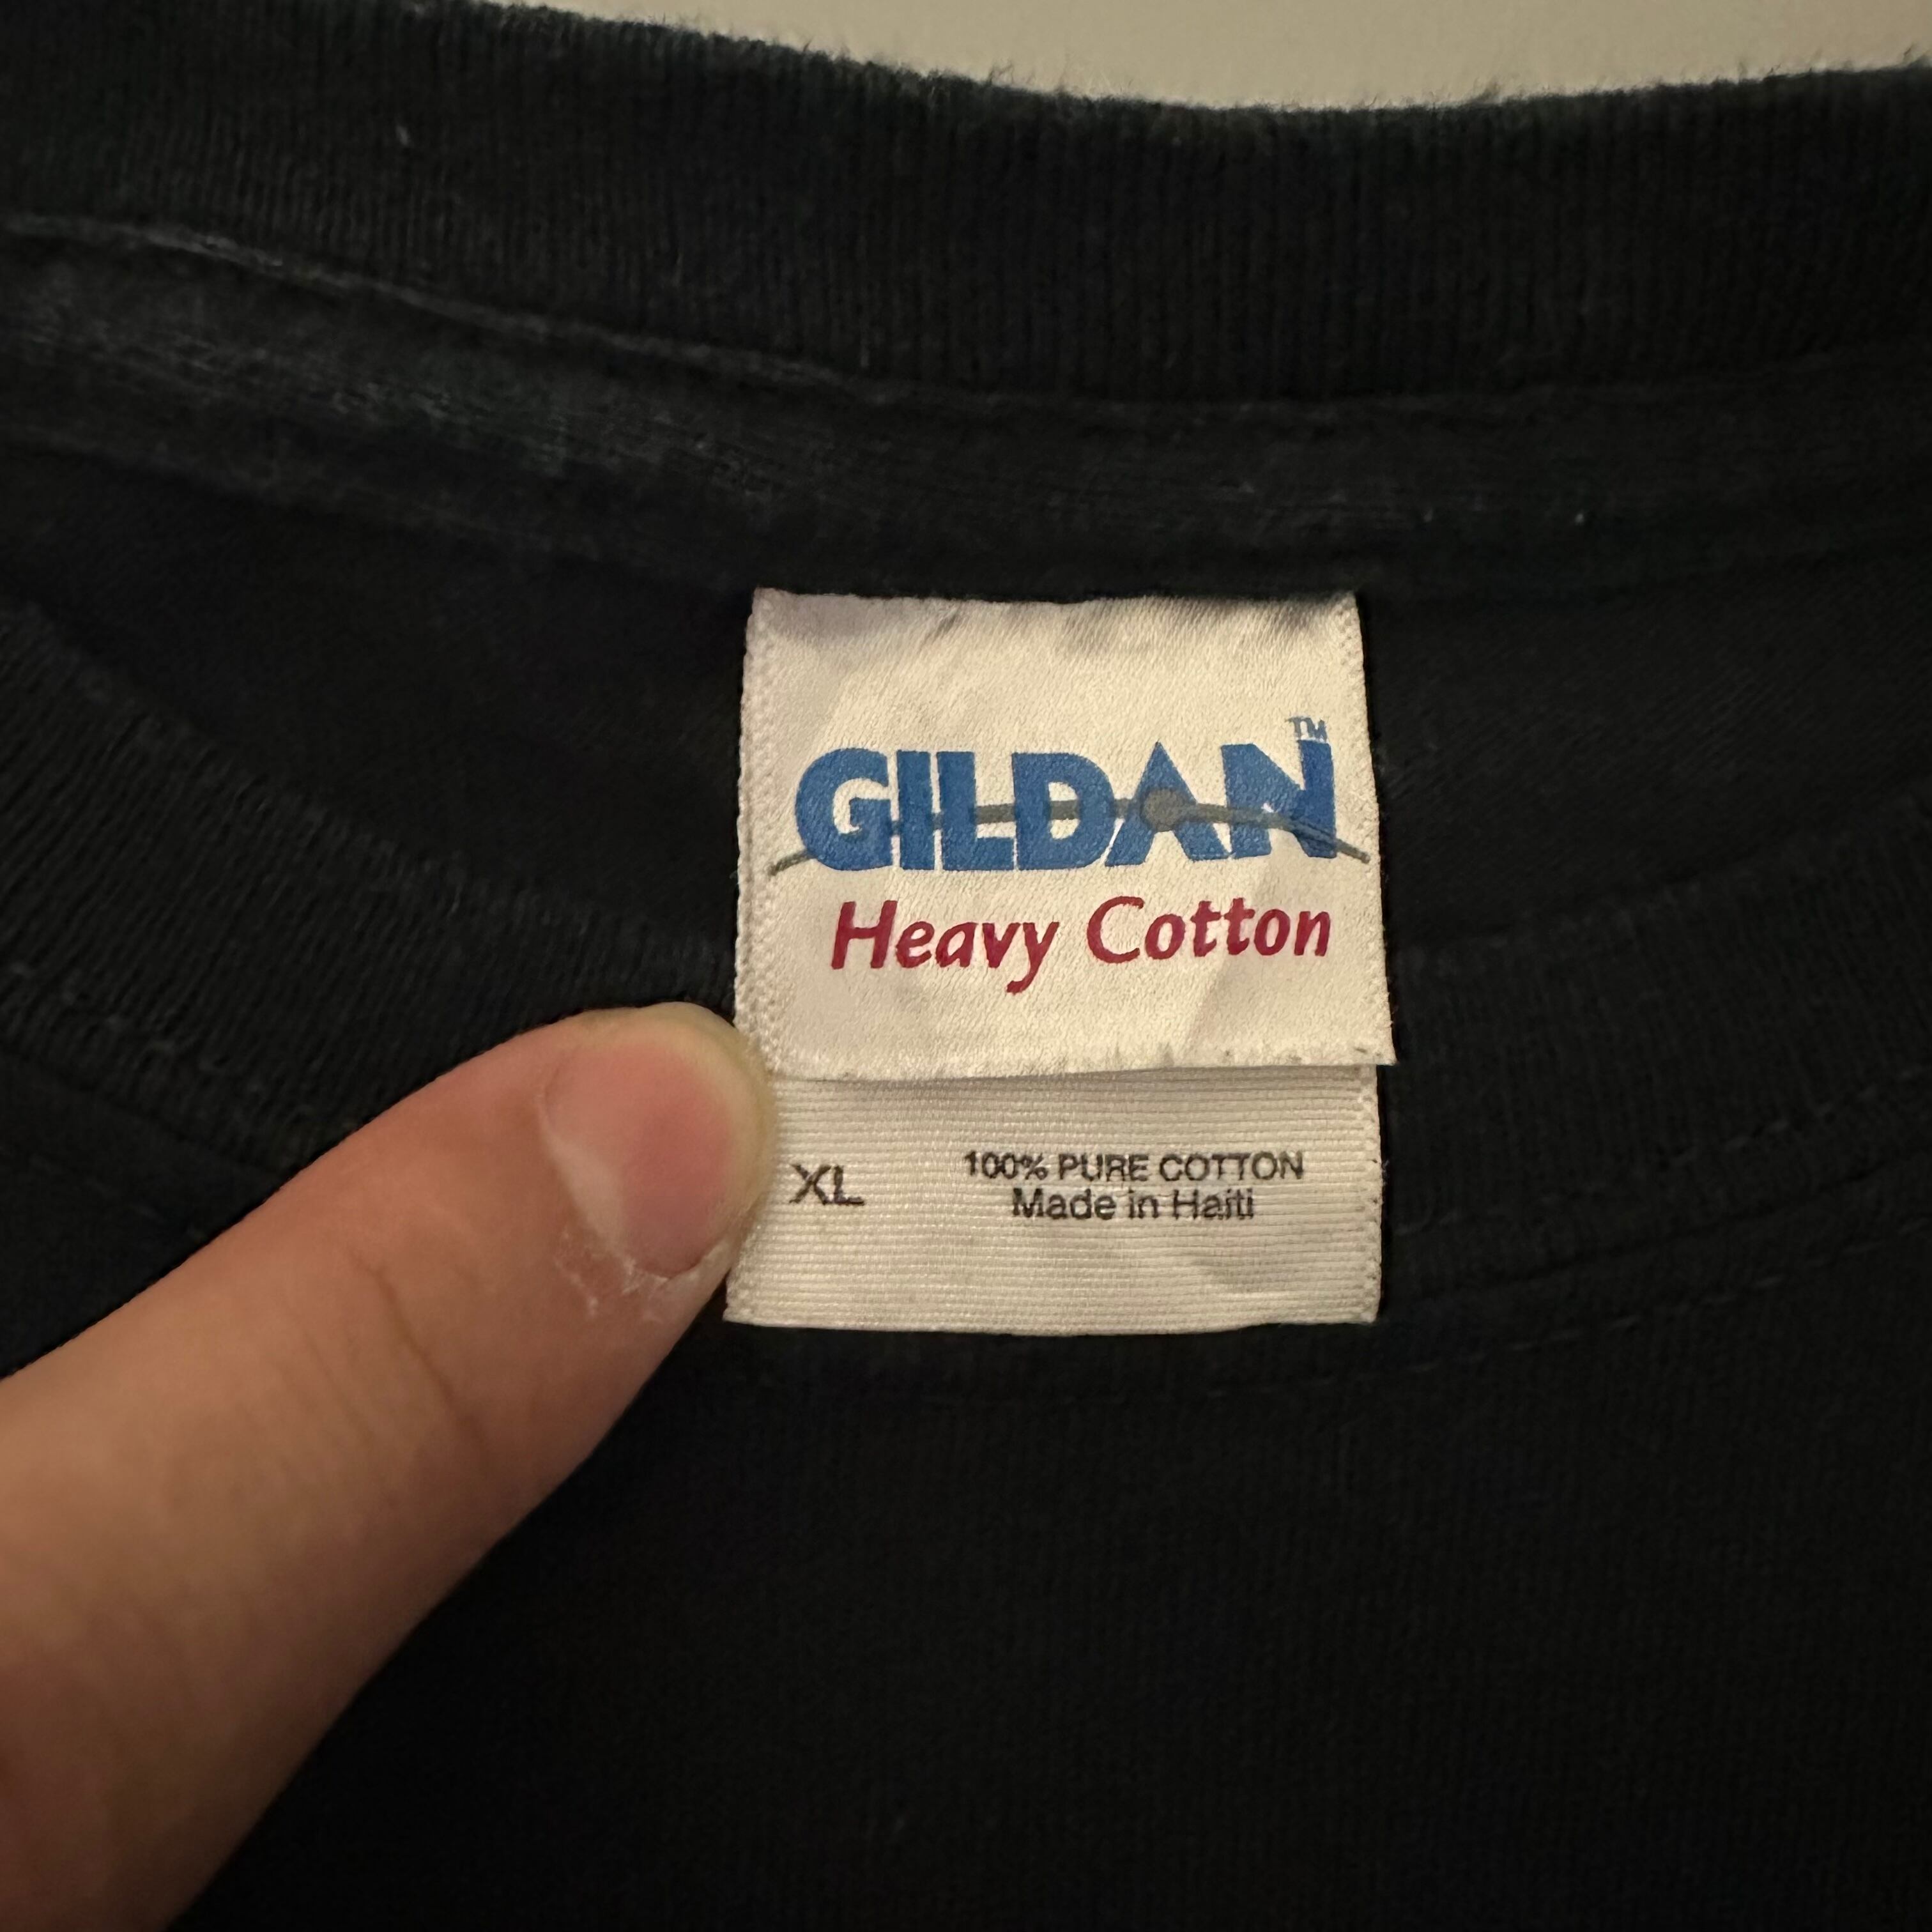 GILDAN™
Heavy Cotton
XL 100% PURE COTTON
Made in Haiti